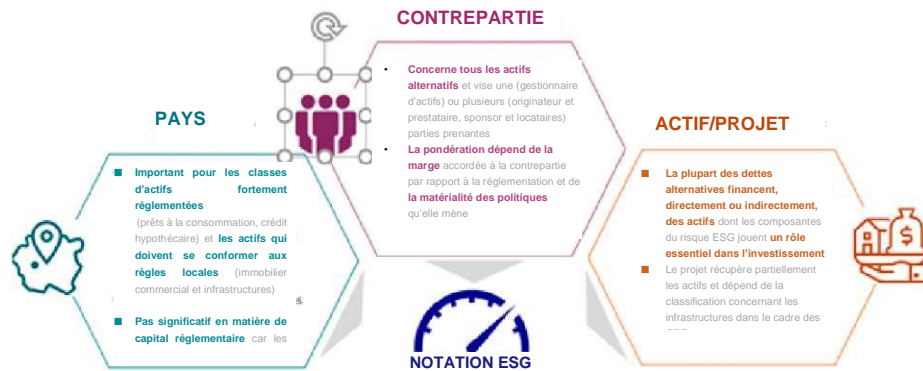 CONTREPARTIE
• Concerne tous les actifs
alternatifs et vise une (gestionnaire
d'actifs) ou plusieurs (originateur et
prestataire, sponsor et locataires)
parties prenantes
• La pondération dépend de la
marge accordée à la contrepartie
par rapport à la réglementation et de
la matérialité des politiques
qu'elle mène
PAYS
■ Important pour les classes
d'actifs fortement
réglementées
(prêts à la consommation, crédit
hypothécaire) et les actifs qui
doivent se conformer aux
règles locales (immobilier
commercial et infrastructures)
■ Pas significatif en matière de
capital réglementaire car les
ACTIF/PROJET
■ La plupart des dettes
alternatives financent,
directement ou indirectement,
des actifs dont les composantes
du risque ESG jouent un rôle
essentiel dans l'investissement
■ Le projet récupère partiellement
les actifs et dépend de la
classification concernant les
infrastructures dans le cadre des
$
NOTATION ESG